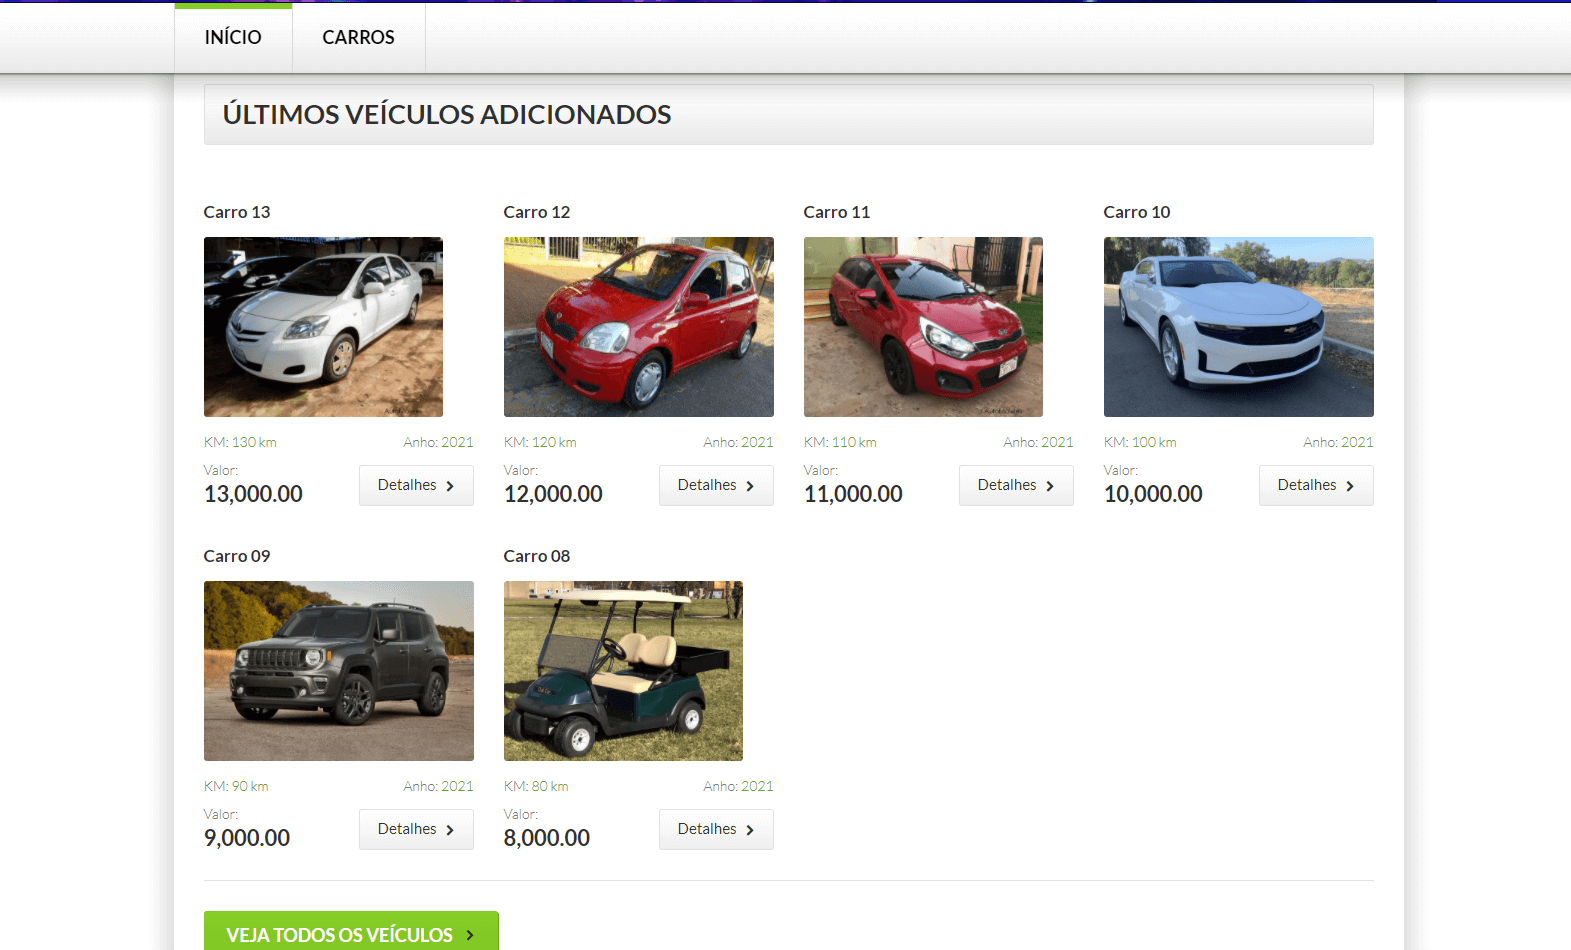 INÍCIO CARROS
ÚLTIMOS VEÍCULOS ADICIONADOS
Carro 13 Carro 12 Carro 11 Carro 10
KM: 130 km Anho: 2021 KM: 120 km Anho: 2021 KM: 110 km Anho: 2021 KM: 100 km Anho: 2021
Valor: Valor: Valor: Valor:
13,000.00 Detalhes 12,000.00 Detalhes 11,000.00 Detalhes 10,000.00 Detalhes
Carro 09 Carro 08
KM: 90 km Anho: 2021 KM: 80 km Anho: 2021
Valor: Valor:
9,000.00 Detalhes 8,000.00 Detalhes
VEJA TODOS OS VEÍCULOS